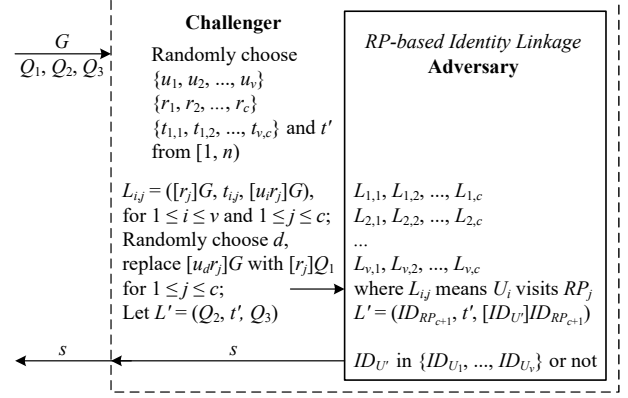 G
Q1, Q2, Q3
Challenger
Randomly choose
{u1, u2, ..., uv}
{r1, r2, ..., rc}
{t1,1, t1,2, ..., tv,c} and t'
from [1, n)
Li,j = ([rj]G, ti,j, [uirj]G),
for 1 ≤ i ≤ v and 1 ≤ j ≤ c;
Randomly choose d,
replace [udrj]G with [rj]Q1
for 1 ≤ j ≤ c;
Let L' = (Q2, t', Q3)
RP-based Identity Linkage
Adversary
L1,1, L1,2, ..., L1,c
L2,1, L2,2, ..., L2,c
...
Lv,1, Lv,2, ..., Lv,c
where Li,j means Ui visits RPj
L' = (IDRPc+1, t', [IDU']IDRPc+1)
IDU' in {IDU1, ..., IDUv} or not
s
s